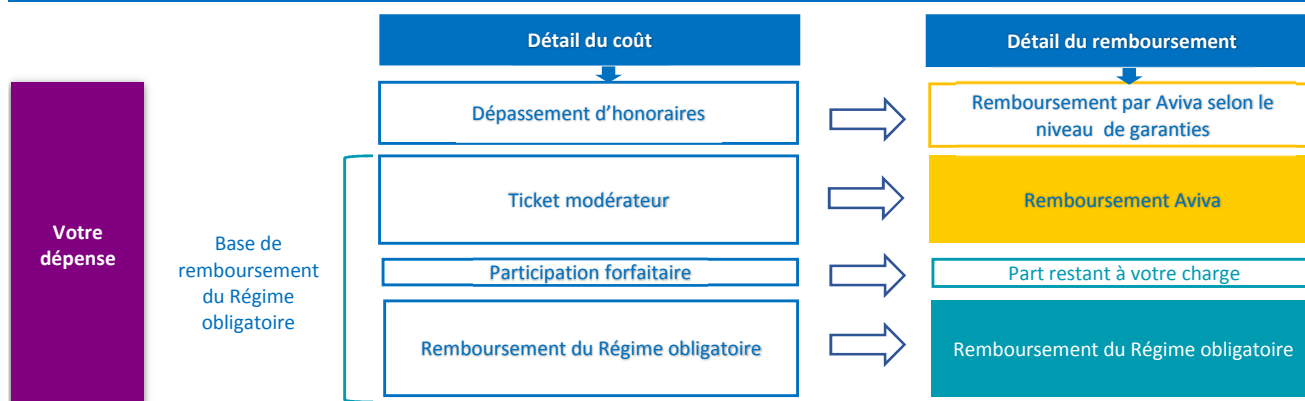 Détail du coût
Détail du remboursement
Dépassement d’honoraires
Remboursement par Aviva selon le
niveau de garanties
Ticket modérateur
Remboursement Aviva
Votre
dépense
Base de
remboursement
du Régime
obligatoire
Participation forfaitaire
Part restant à votre charge
Remboursement du Régime obligatoire
Remboursement du Régime obligatoire